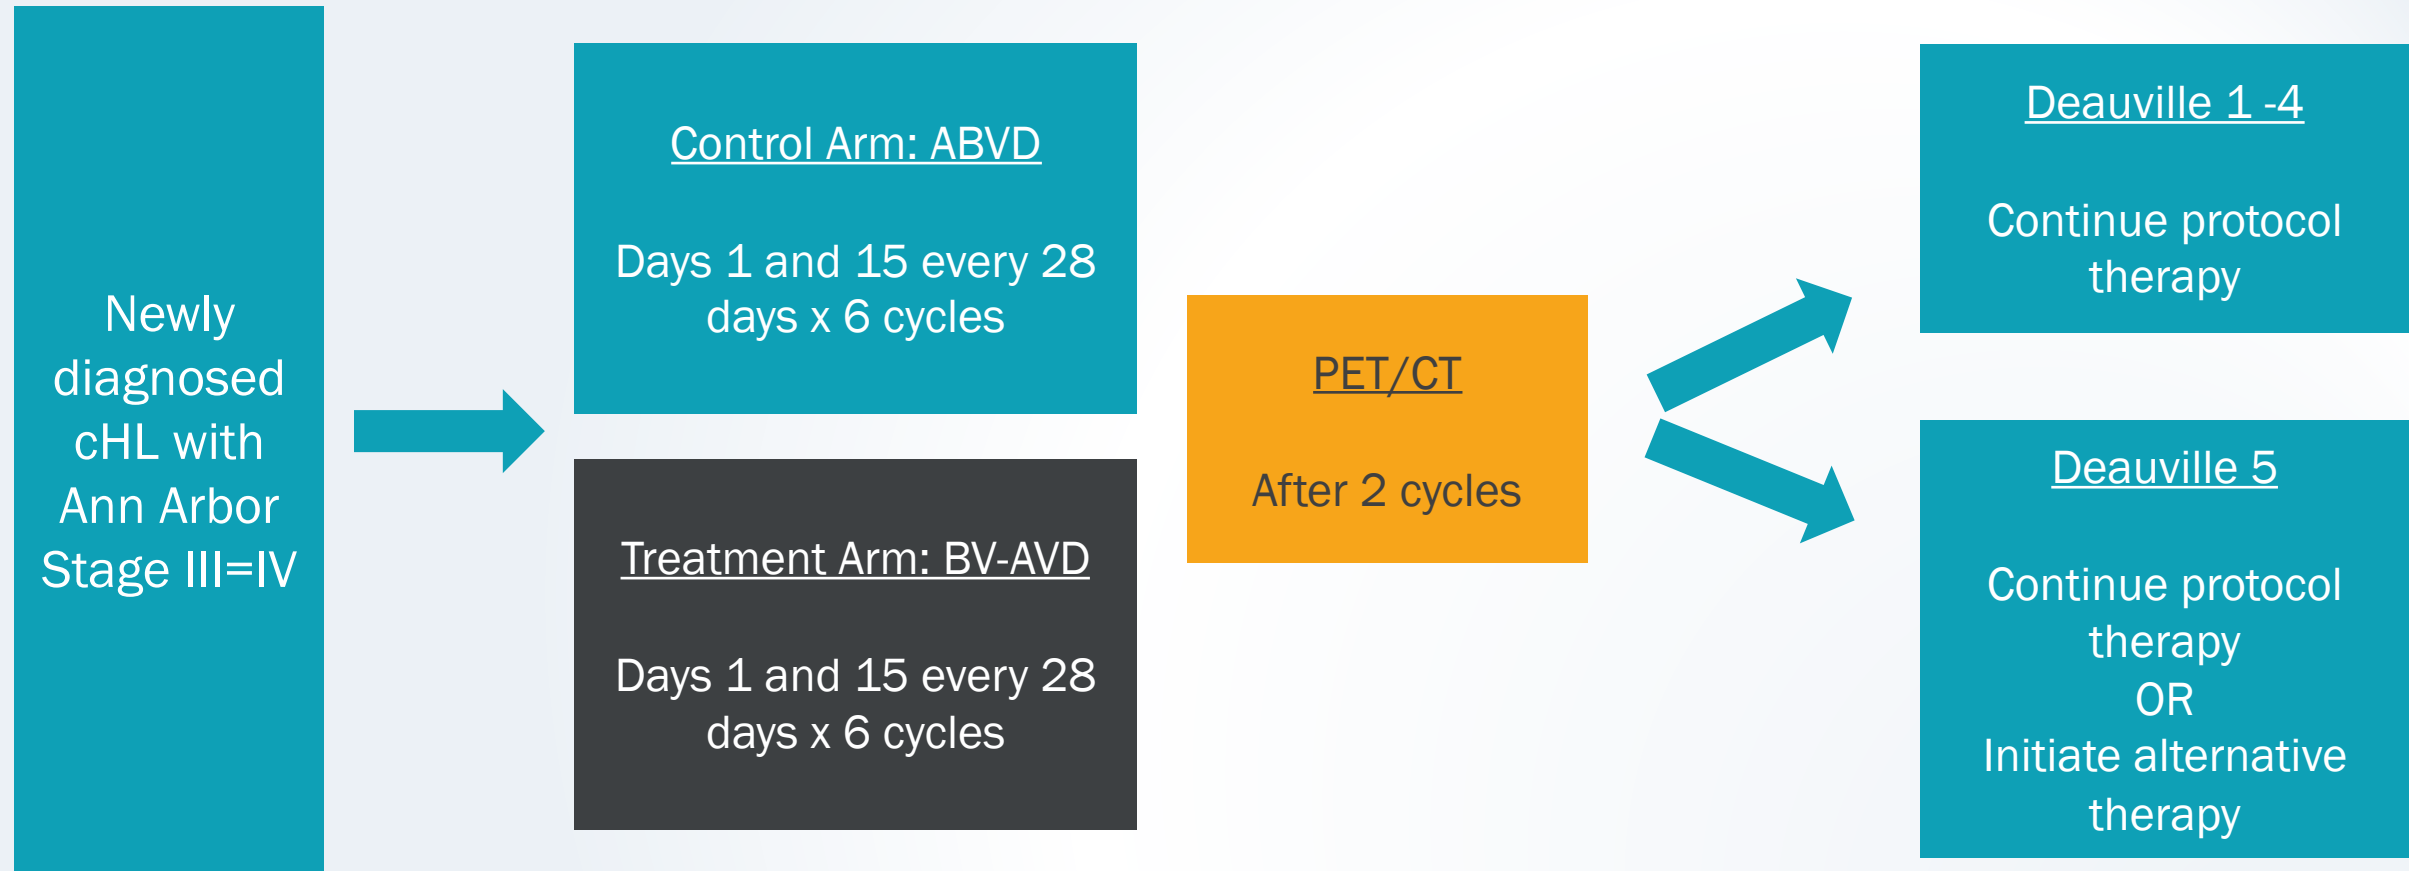 Newly
diagnosed
cHL with
Ann Arbor
Stage III=IV
Control Arm: ABVD
Days 1 and 15 every 28
days x 6 cycles
Treatment Arm: BV-AVD
Days 1 and 15 every 28
days x 6 cycles
PET/CT
After 2 cycles
Deauville 1 -4
Continue protocol
therapy
Deauville 5
Continue protocol
therapy
OR
Initiate alternative
therapy